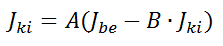 J_{ki} = A(J_{be} − B · J_{ki})